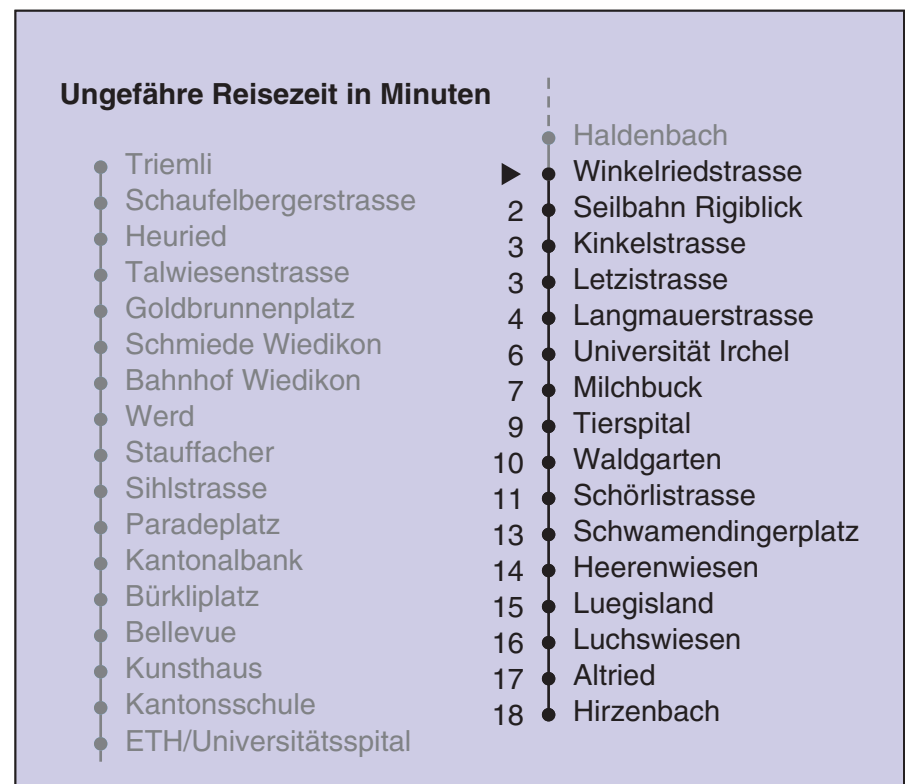 Ungefähre Reisezeit in Minuten
Triemli
Schaufelbergerstrasse
Heuried
Talwiesenstrasse
Goldbrunnenplatz
Schmiede Wiedikon
Bahnhof Wiedikon
Werd
Stauffacher
Sihlstrasse
Paradeplatz
Kantonalbank
Bürkliplatz
Bellevue
Kunsthaus
Kantonsschule
ETH/Universitätsspital
Haldenbach
Winkelriedstrasse
2 Seilbahn Rigiblick
3 Kinkelstrasse
3 Letzistrasse
4 Langmauerstrasse
6 Universität Irchel
7 Milchbuck
9 Tierspital
10 Waldgarten
11 Schörlistrasse
13 Schwamendingerplatz
14 Heerenwiesen
15 Luegisland
16 Luchswiesen
17 Altried
18 Hirzenbach